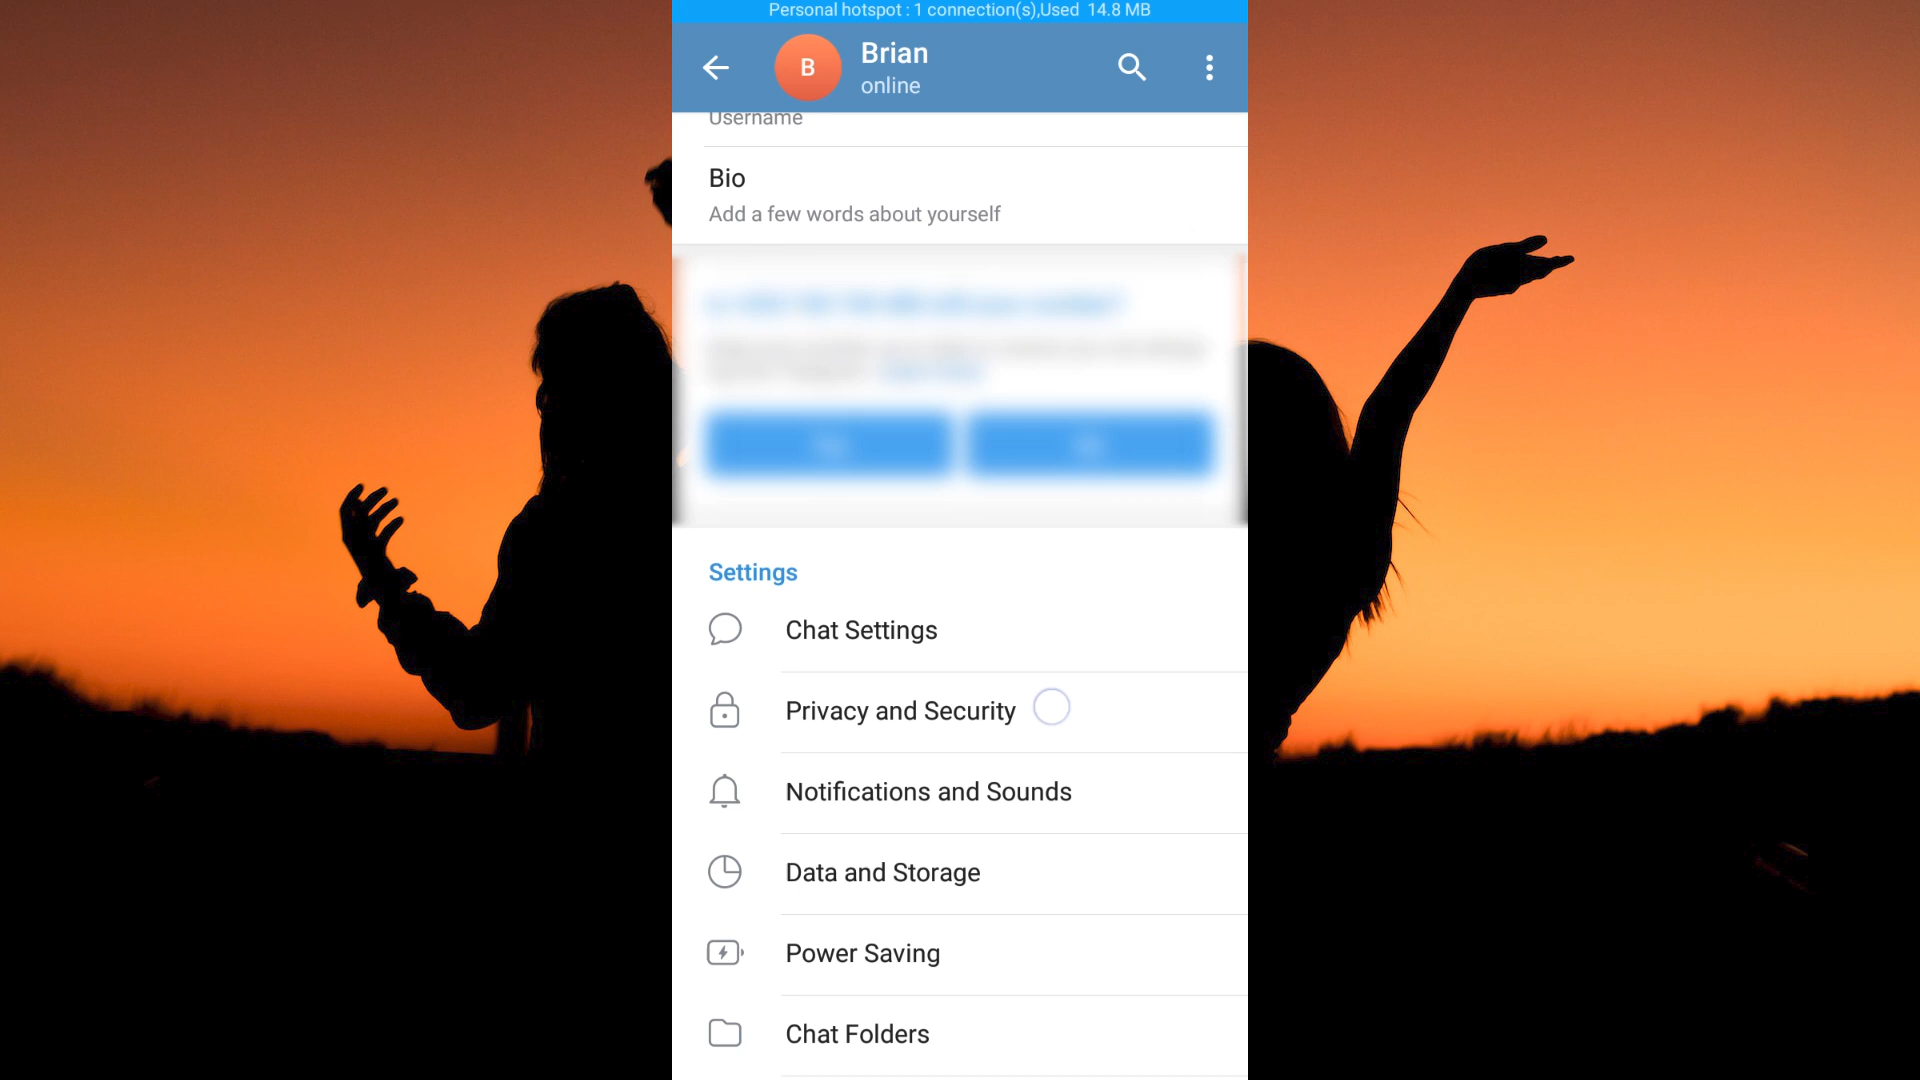 Personal hotspot : 1 connection(s),Used 14.8 MB
B
Brian
online
Username
Bio
Add a few words about yourself
Settings
Chat Settings
Privacy and Security
Notifications and Sounds
Data and Storage
Power Saving
Chat Folders